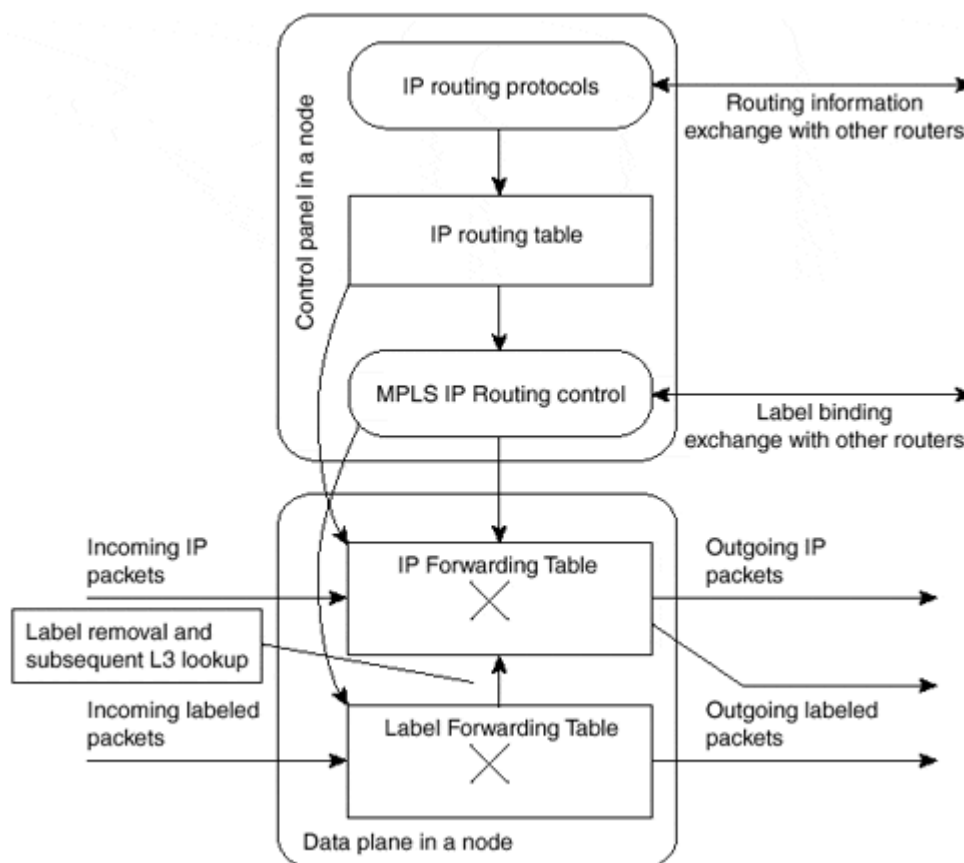 IP routing protocols
Routing information
exchange with other routers
Control panel in a node
IP routing table
MPLS IP Routing control
Label binding
exchange with other routers
Incoming IP
packets
IP Forwarding Table
Outgoing IP
packets
Label removal and
subsequent L3 lookup
Incoming labeled
packets
Label Forwarding Table
Outgoing labeled
packets
Data plane in a node